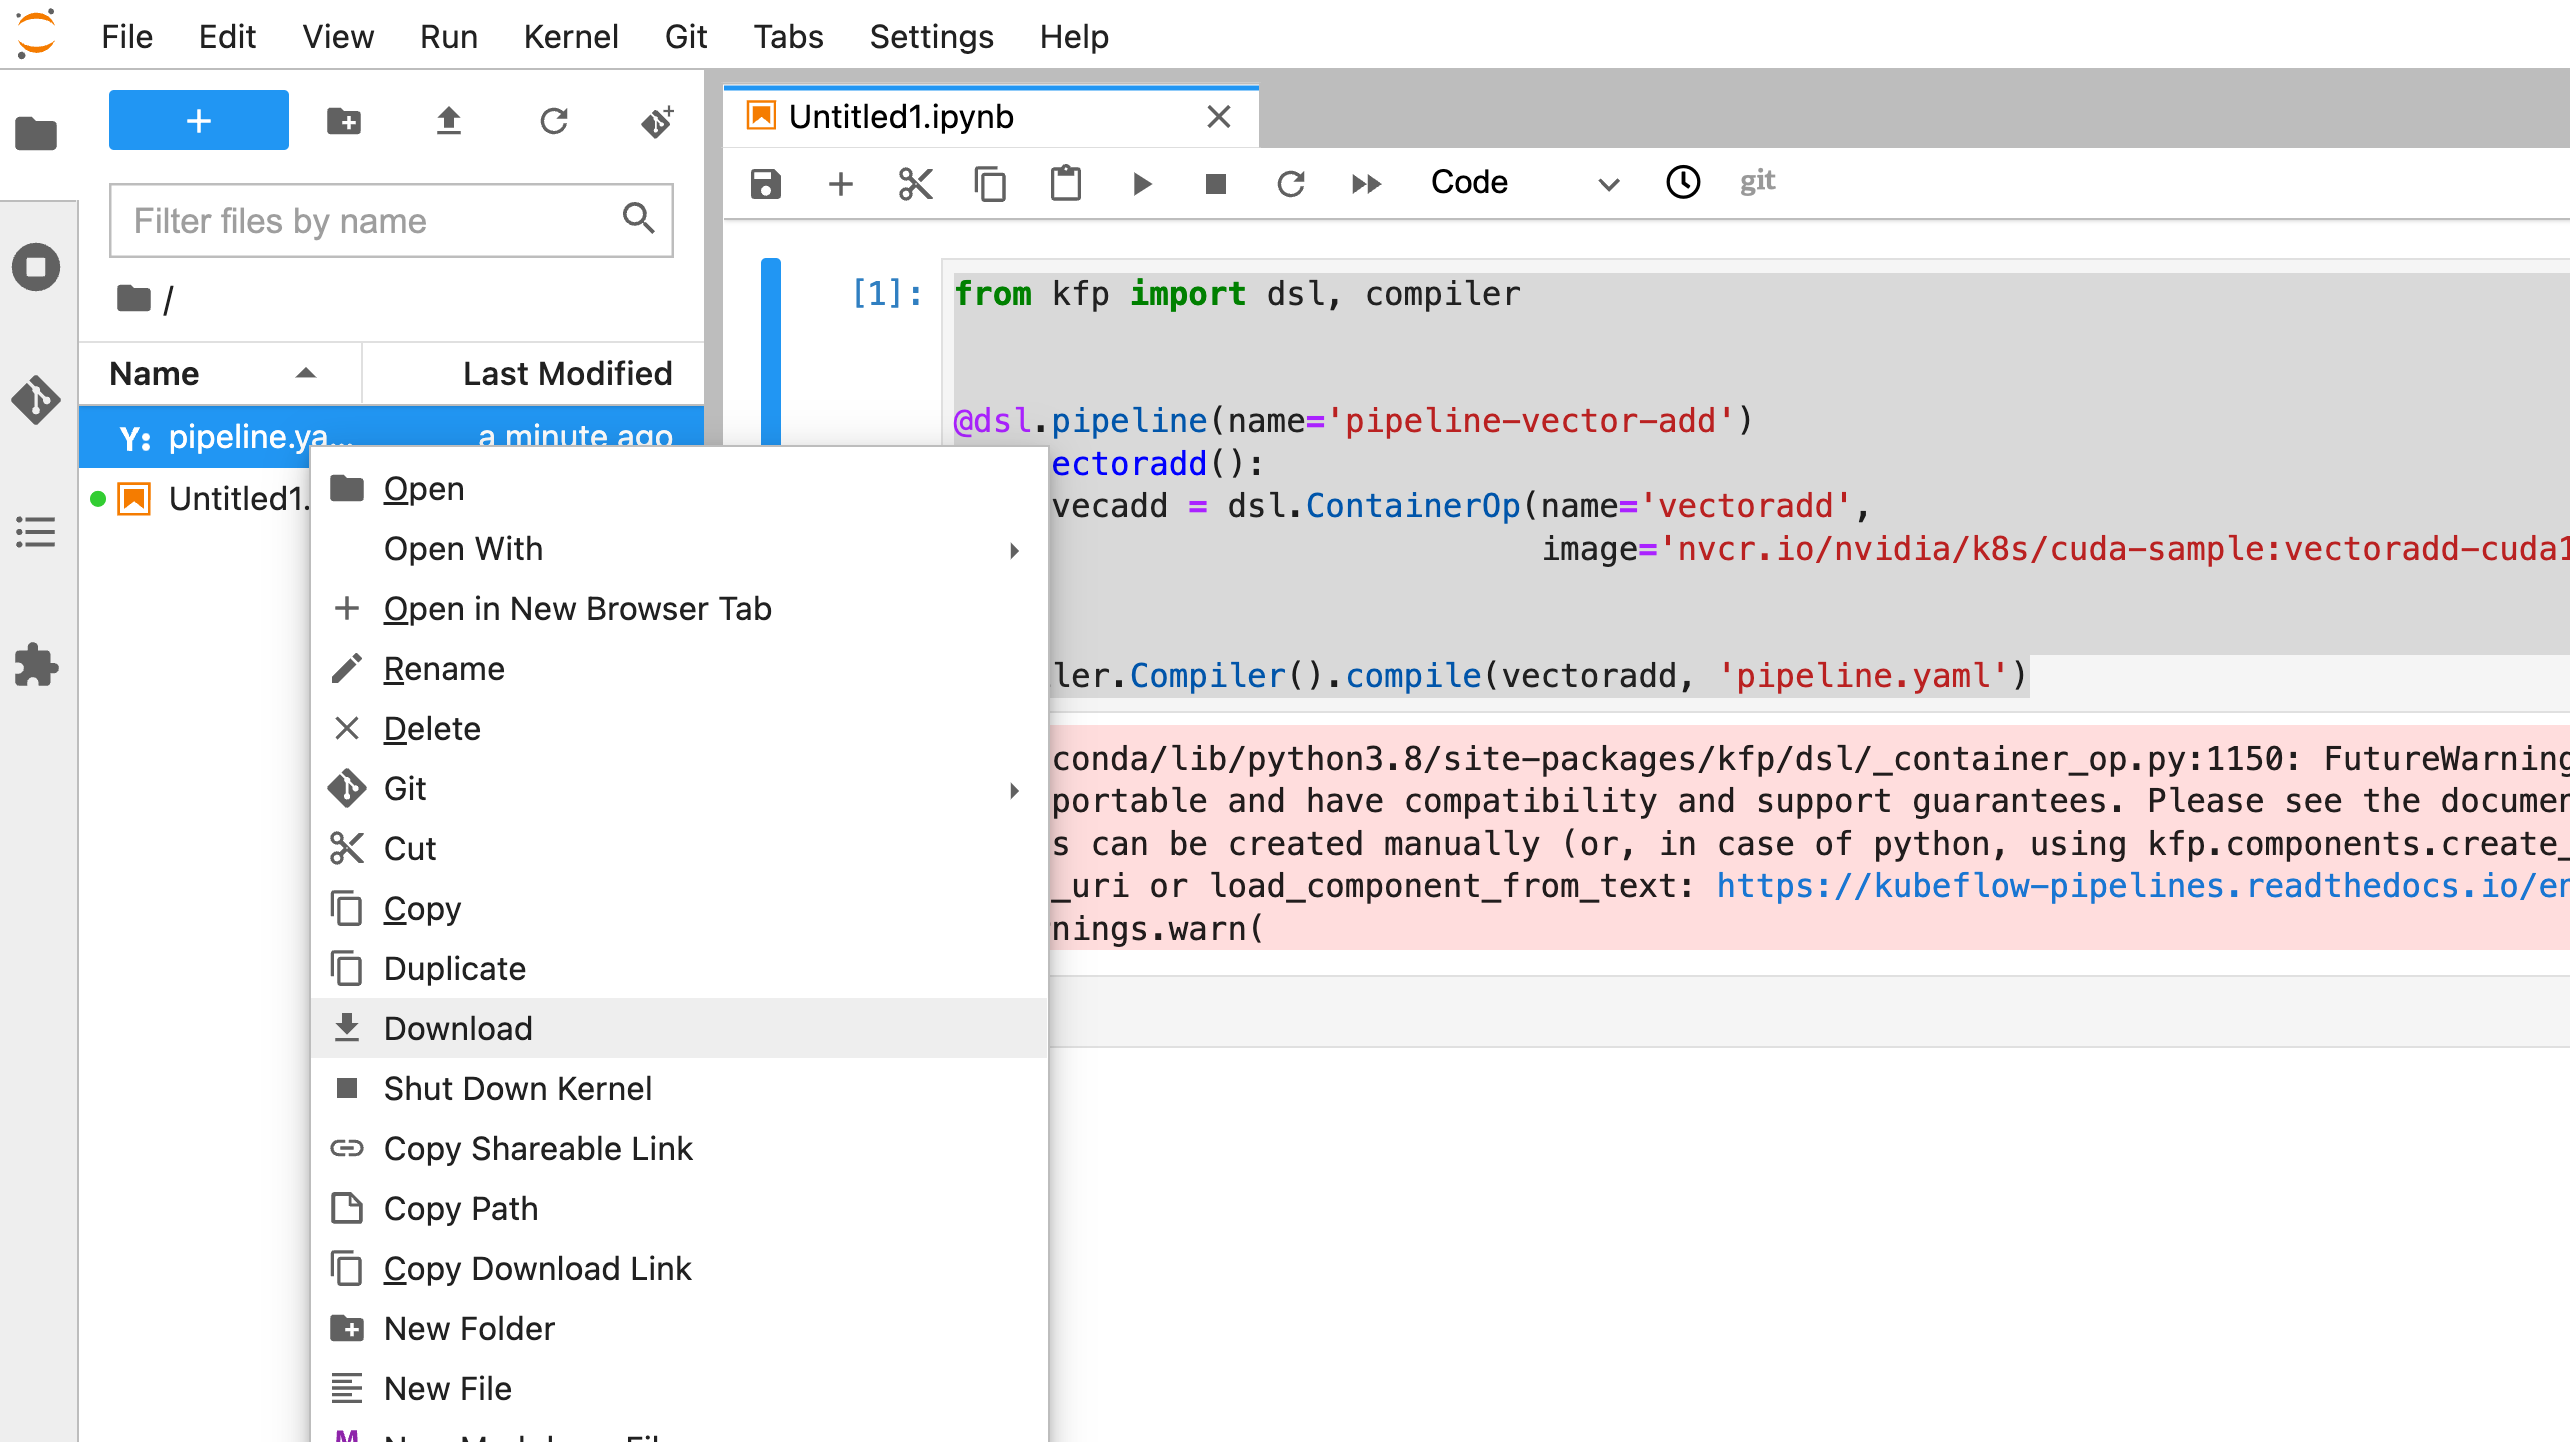 File Edit View Run Kernel Git Tabs Settings Help
Untitled1.ipynb
Code
git
Filter files by name
/
Name Last Modified
Y: pipeline.ya... a minute ago
Untitled1.
Open
Open With
Open in New Browser Tab
Rename
Delete
Git
Cut
Copy
Duplicate
Download
Shut Down Kernel
Copy Shareable Link
Copy Path
Copy Download Link
New Folder
New File
[1]: from kfp import dsl, compiler
@dsl.pipeline(name='pipeline-vector-add')
ectoradd():
vecadd = dsl.ContainerOp(name='vectoradd',
image='nvcr.io/nvidia/k8s/cuda-sample:vectoradd-cuda1
ler.Compiler().compile(vectoradd, 'pipeline.yaml')
conda/lib/python3.8/site-packages/kfp/dsl/_container_op.py:1150: FutureWarning
portable and have compatibility and support guarantees. Please see the documen
s can be created manually (or, in case of python, using kfp.components.create_
_uri or load_component_from_text: https://kubeflow-pipelines.readthedocs.io/en
nings.warn(